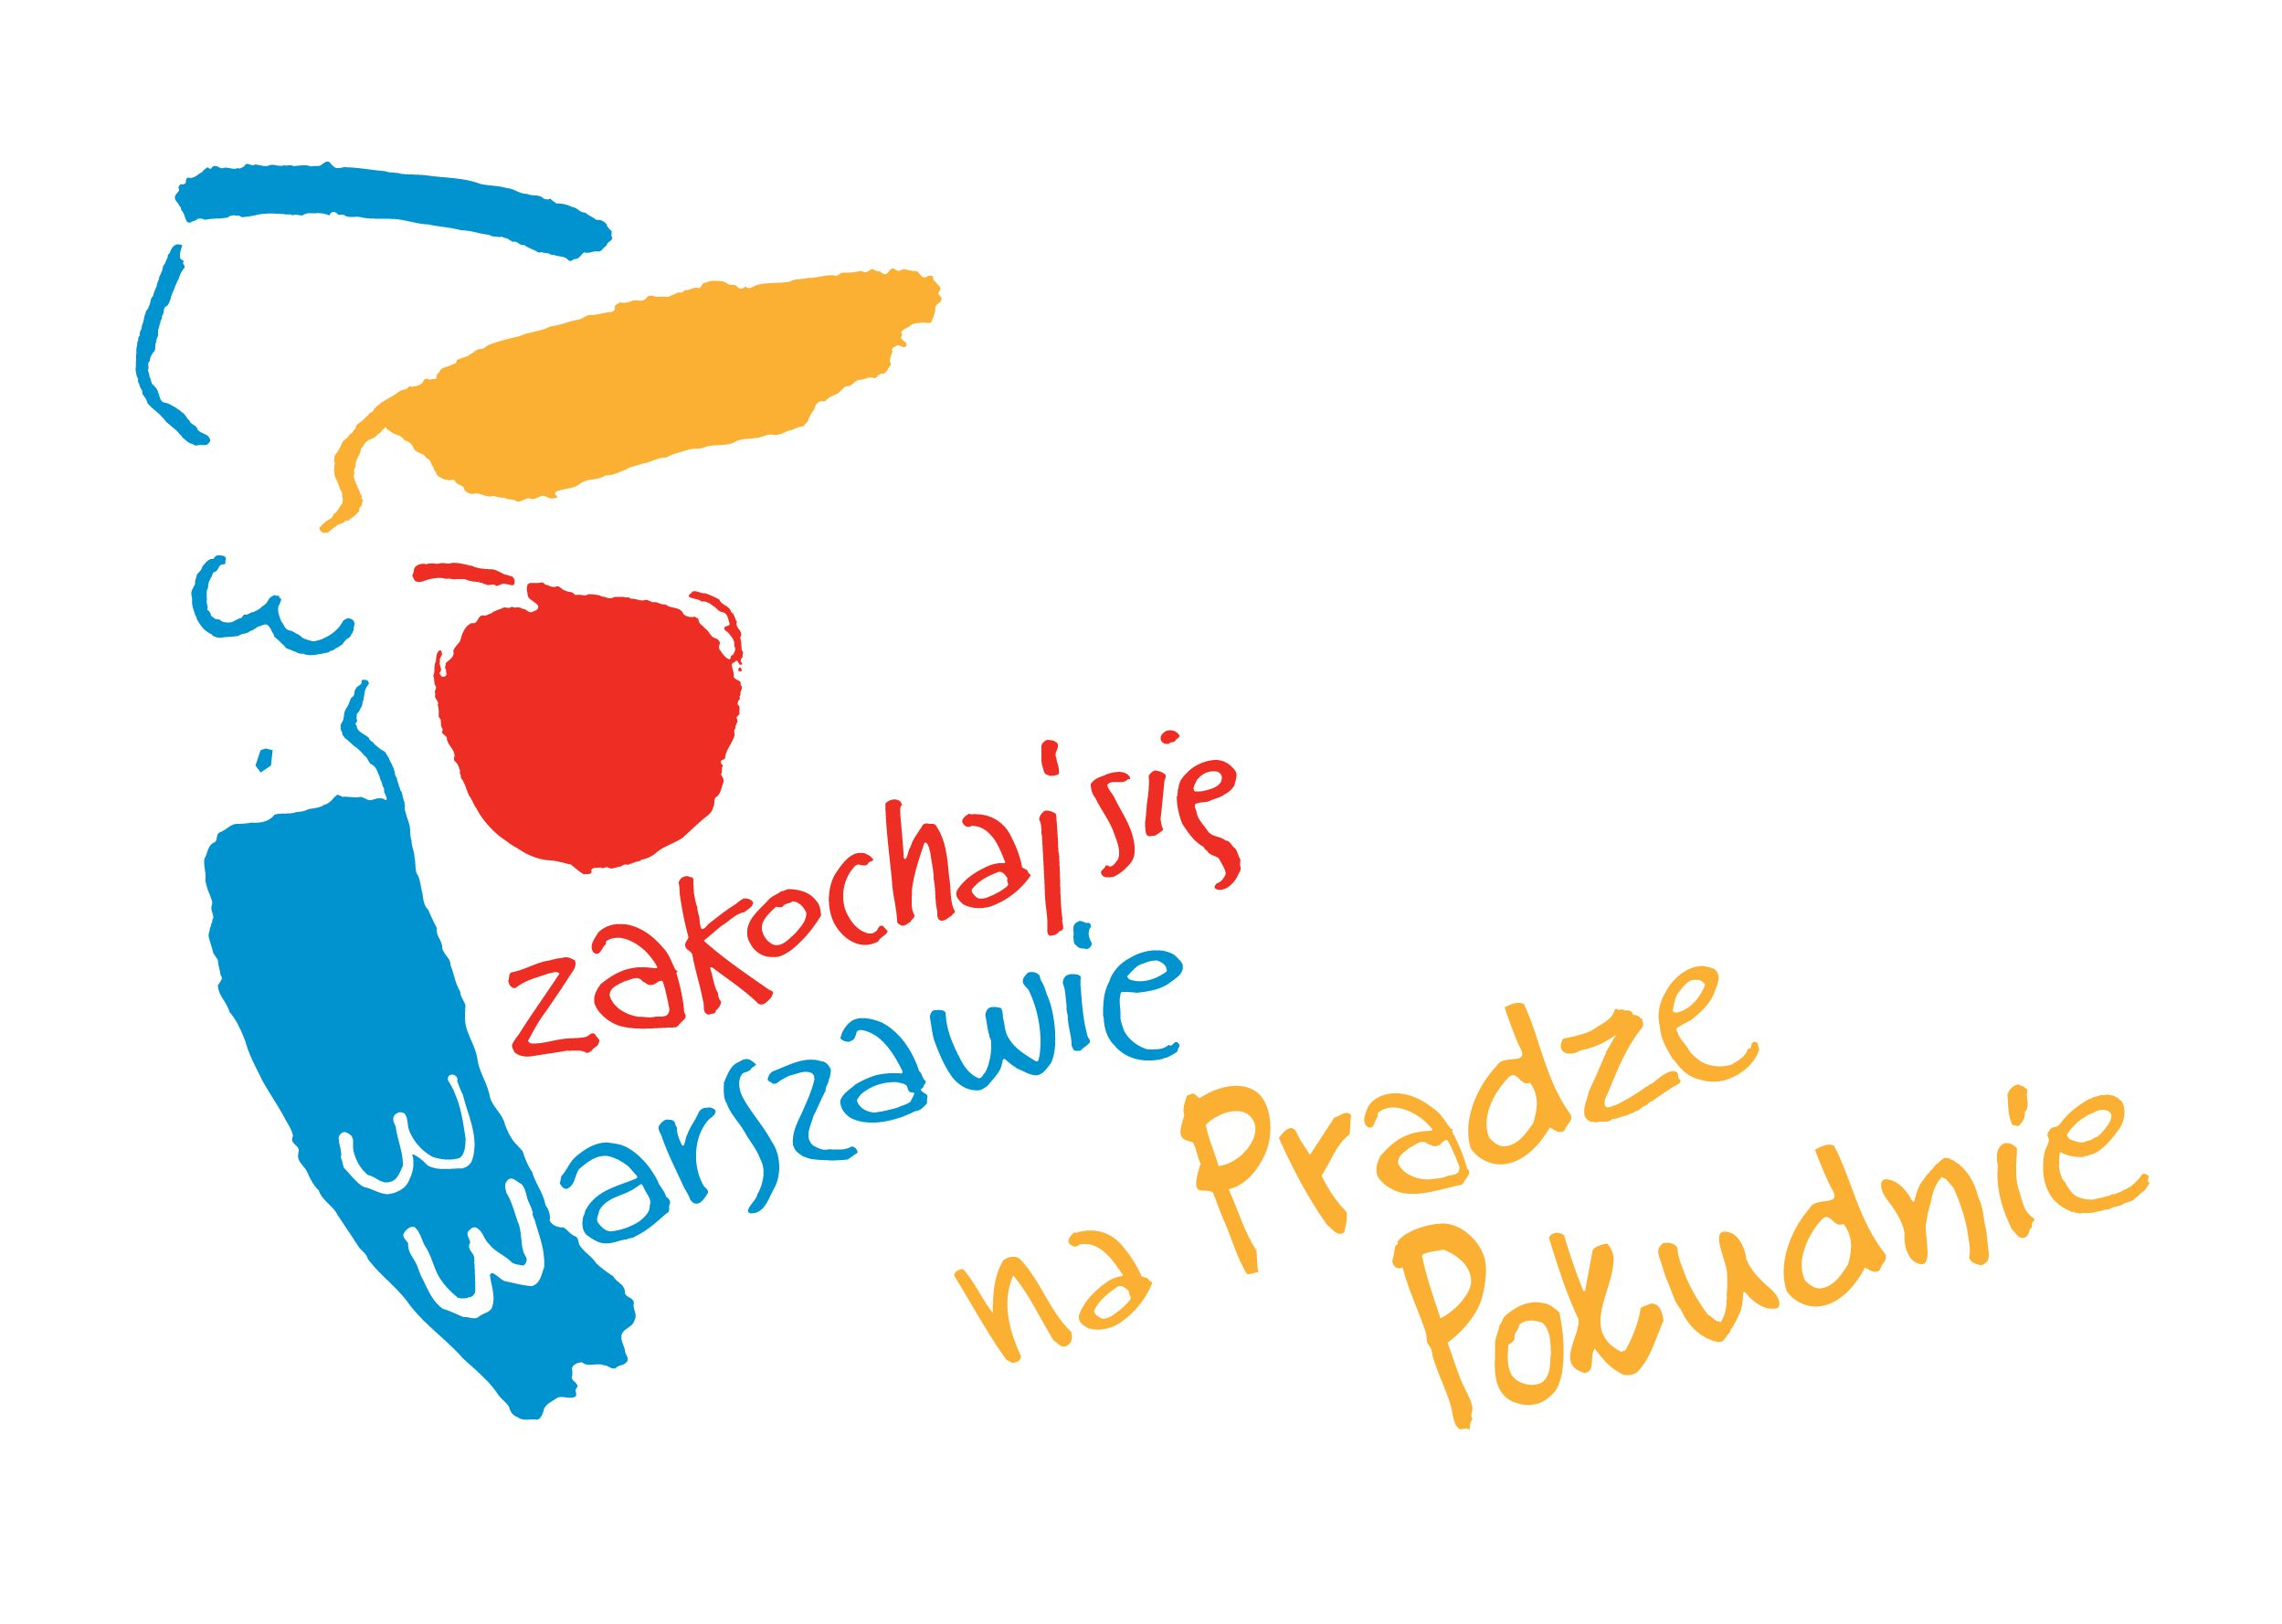 zakochaj się
w warszawie
na Pradze
Południe